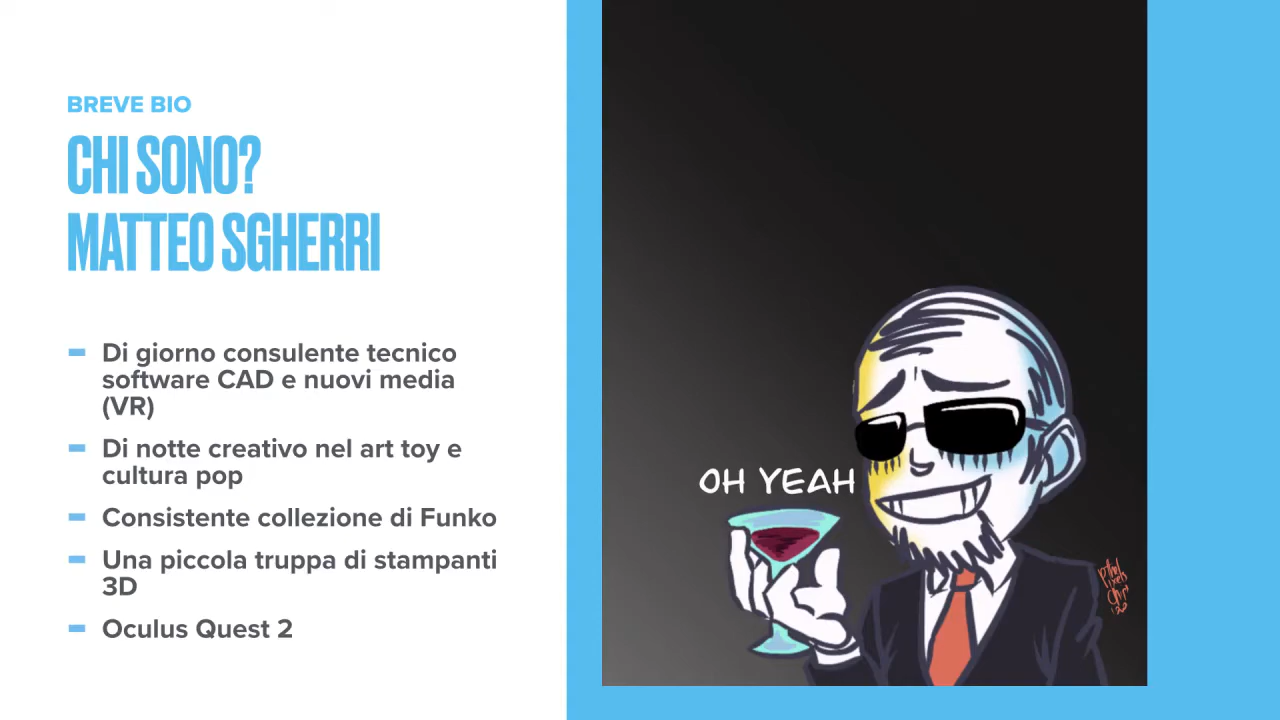 BREVE BIO
CHI SONO?
MATTEO SGHERRI
Di giorno consulente tecnico
software CAD e nuovi media
(VR)
Di notte creativo nel art toy e
cultura pop
Consistente collezione di Funko
Una piccola truppa di stampanti
3D
Oculus Quest 2
OH YEAH